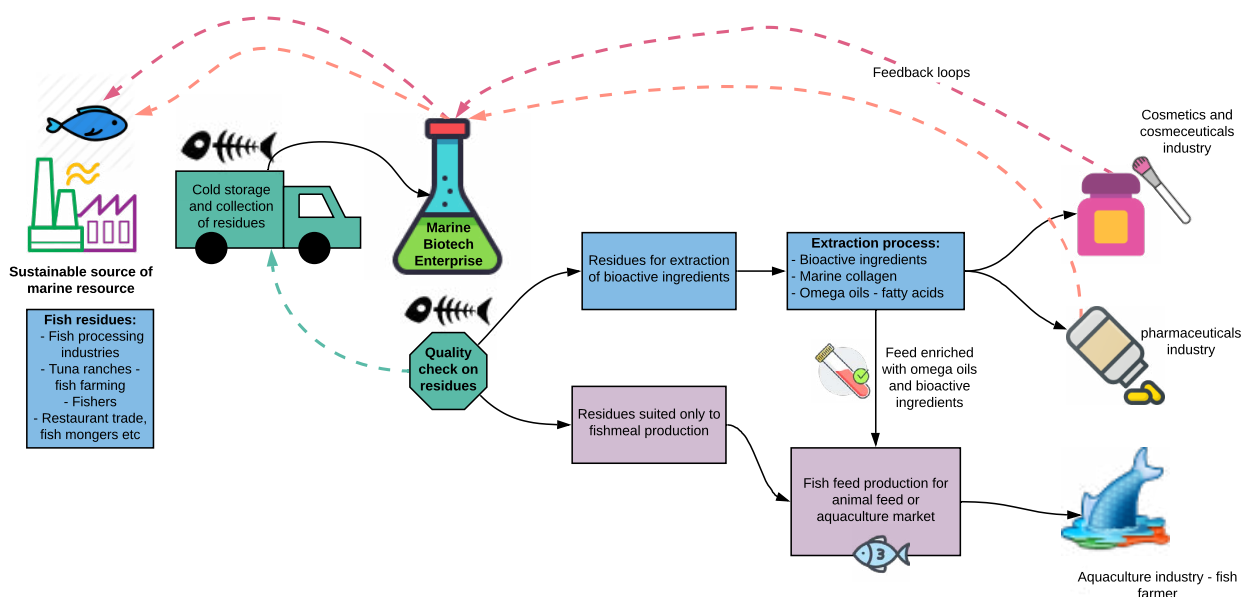 Feedback loops
Cosmetics and
cosmeceuticals
industry
Cold storage
and collection
of residues
Marine
Biotech
Enterprise
Sustainable source of
marine resource
Fish residues:
- Fish processing
industries
- Tuna ranches -
fish farming
- Fishers
- Restaurant trade,
fish mongers etc
Quality
check on
residues
Residues for extraction
of bioactive ingredients
Extraction process:
- Bioactive ingredients
- Marine collagen
- Omega oils - fatty acids
pharmaceuticals
industry
Feed enriched
with omega oils
and bioactive
ingredients
Residues suited only to
fishmeal production
Fish feed production for
animal feed or
aquaculture market
3
Aquaculture industry - fish
farmer